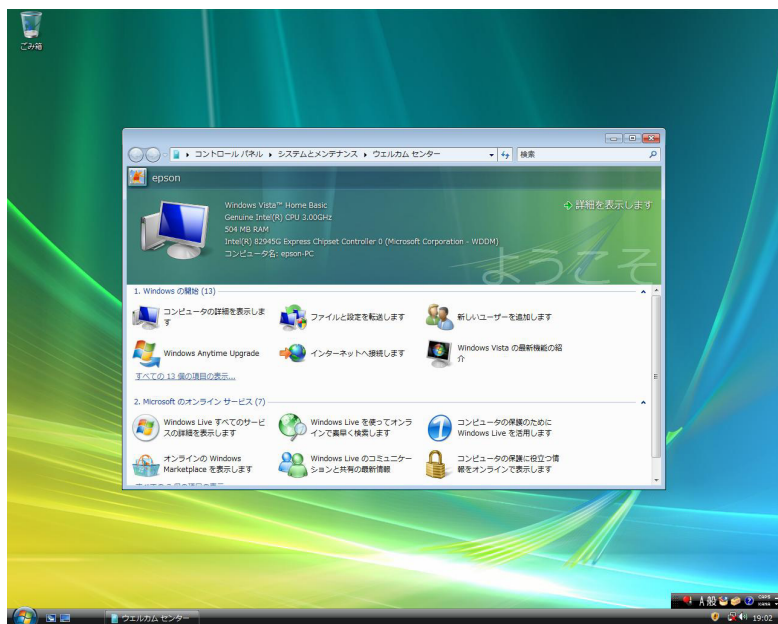 ごみ箱
コントロール パネル ▸ システムとメンテナンス ▸ ウェルカム センター
検索
epson
Windows Vista™ Home Basic
詳細を表示します
Genuine Intel(R) CPU 3.00GHz
504 MB RAM
Intel(R) 82945G Express Chipset Controller 0 (Microsoft Corporation - WDDM)
コンピュータ名: epson-PC
ようこそ
1. Windows の開始 (13)
コンピュータの詳細を表示しま
す
ファイルと設定を転送します
新しいユーザーを追加します
Windows Anytime Upgrade
インターネットへ接続します
Windows Vista の最新機能の紹
介
すべての 13 個の項目の表示...
2. Microsoft のオンライン サービス (7)
Windows Live すべてのサービ
スの詳細を表示します
Windows Live を使ってオンラ
インで素早く検索します
コンピュータの保護のために
Windows Live を活用します
オンラインの Windows
Marketplace を表示します
Windows Live のコミュニケー
ションと共有の最新情報
コンピュータの保護に役立つ情
報をオンラインで表示します
A 般
CAPS
KANA
ウェルカム センター
19:02